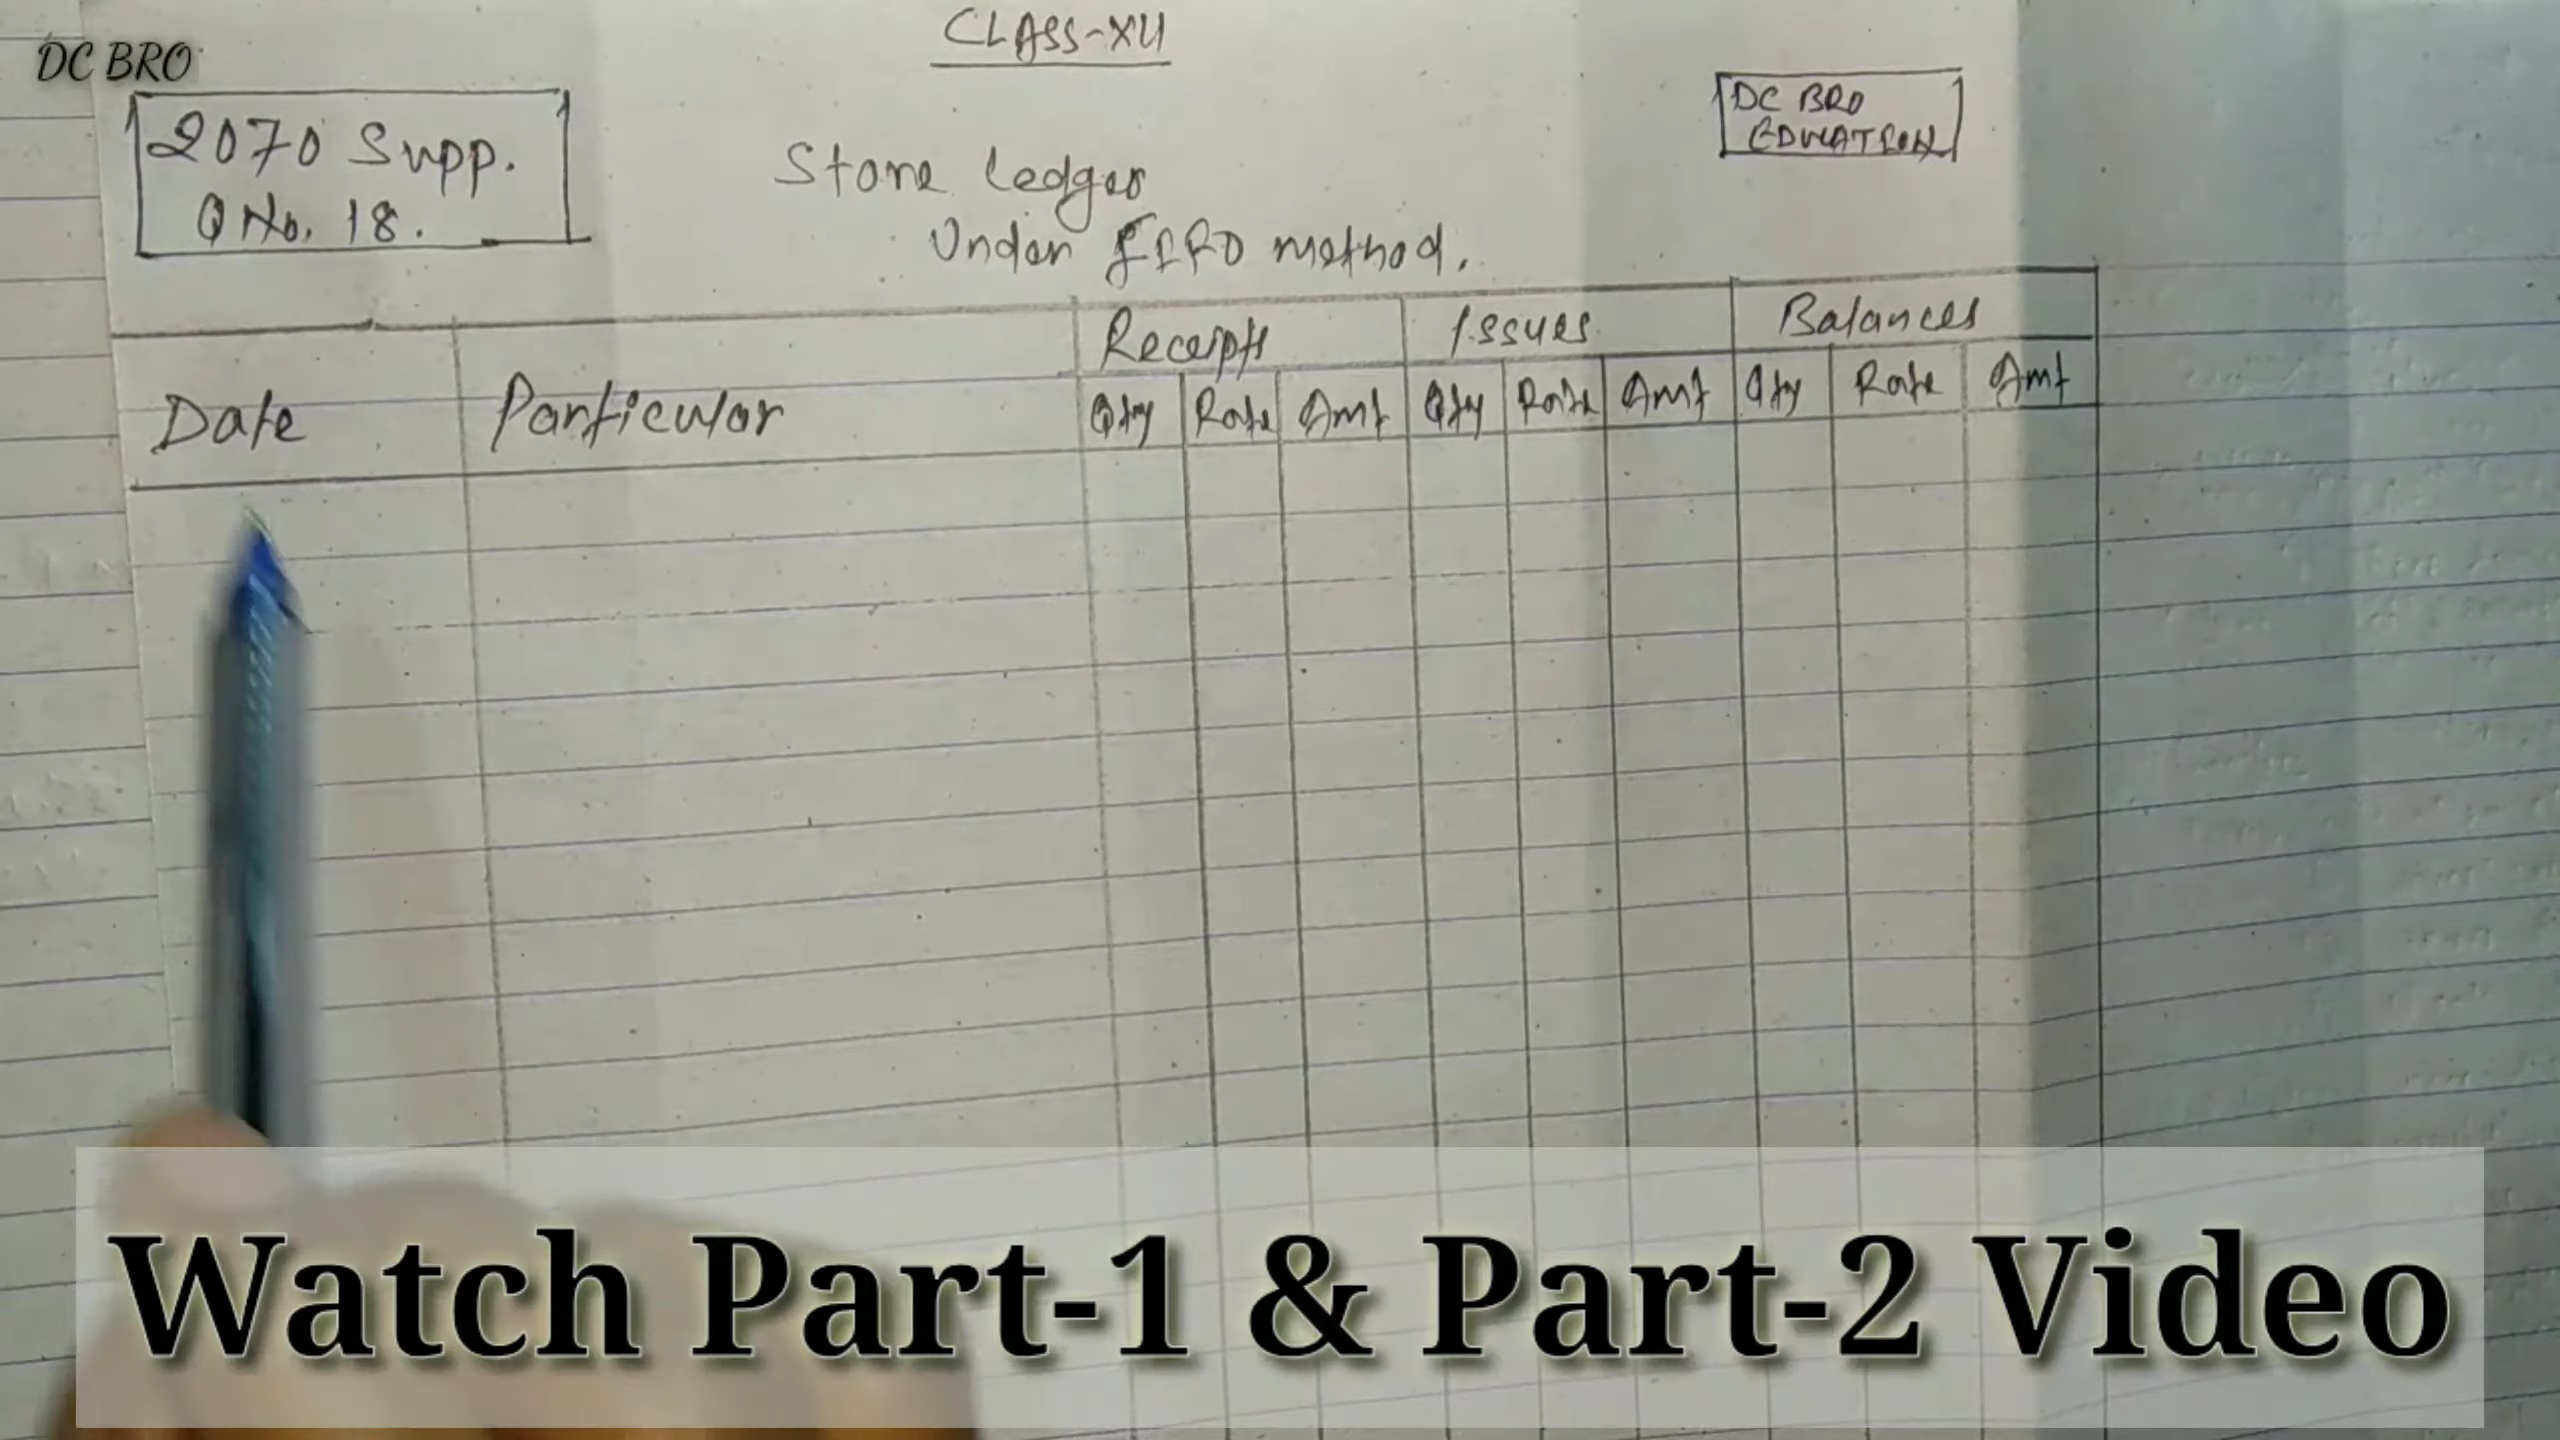 DC BRO
CLASS-XII
2070 Supp.
Q No. 18.
DC BRO
EDUCATION
Store Ledger
Under FIFO method.
Date Particular Receipts Issues Balances
Qty Rate Amt Qty Rate Amt Qty Rate Amt
Watch Part-1 & Part-2 Video